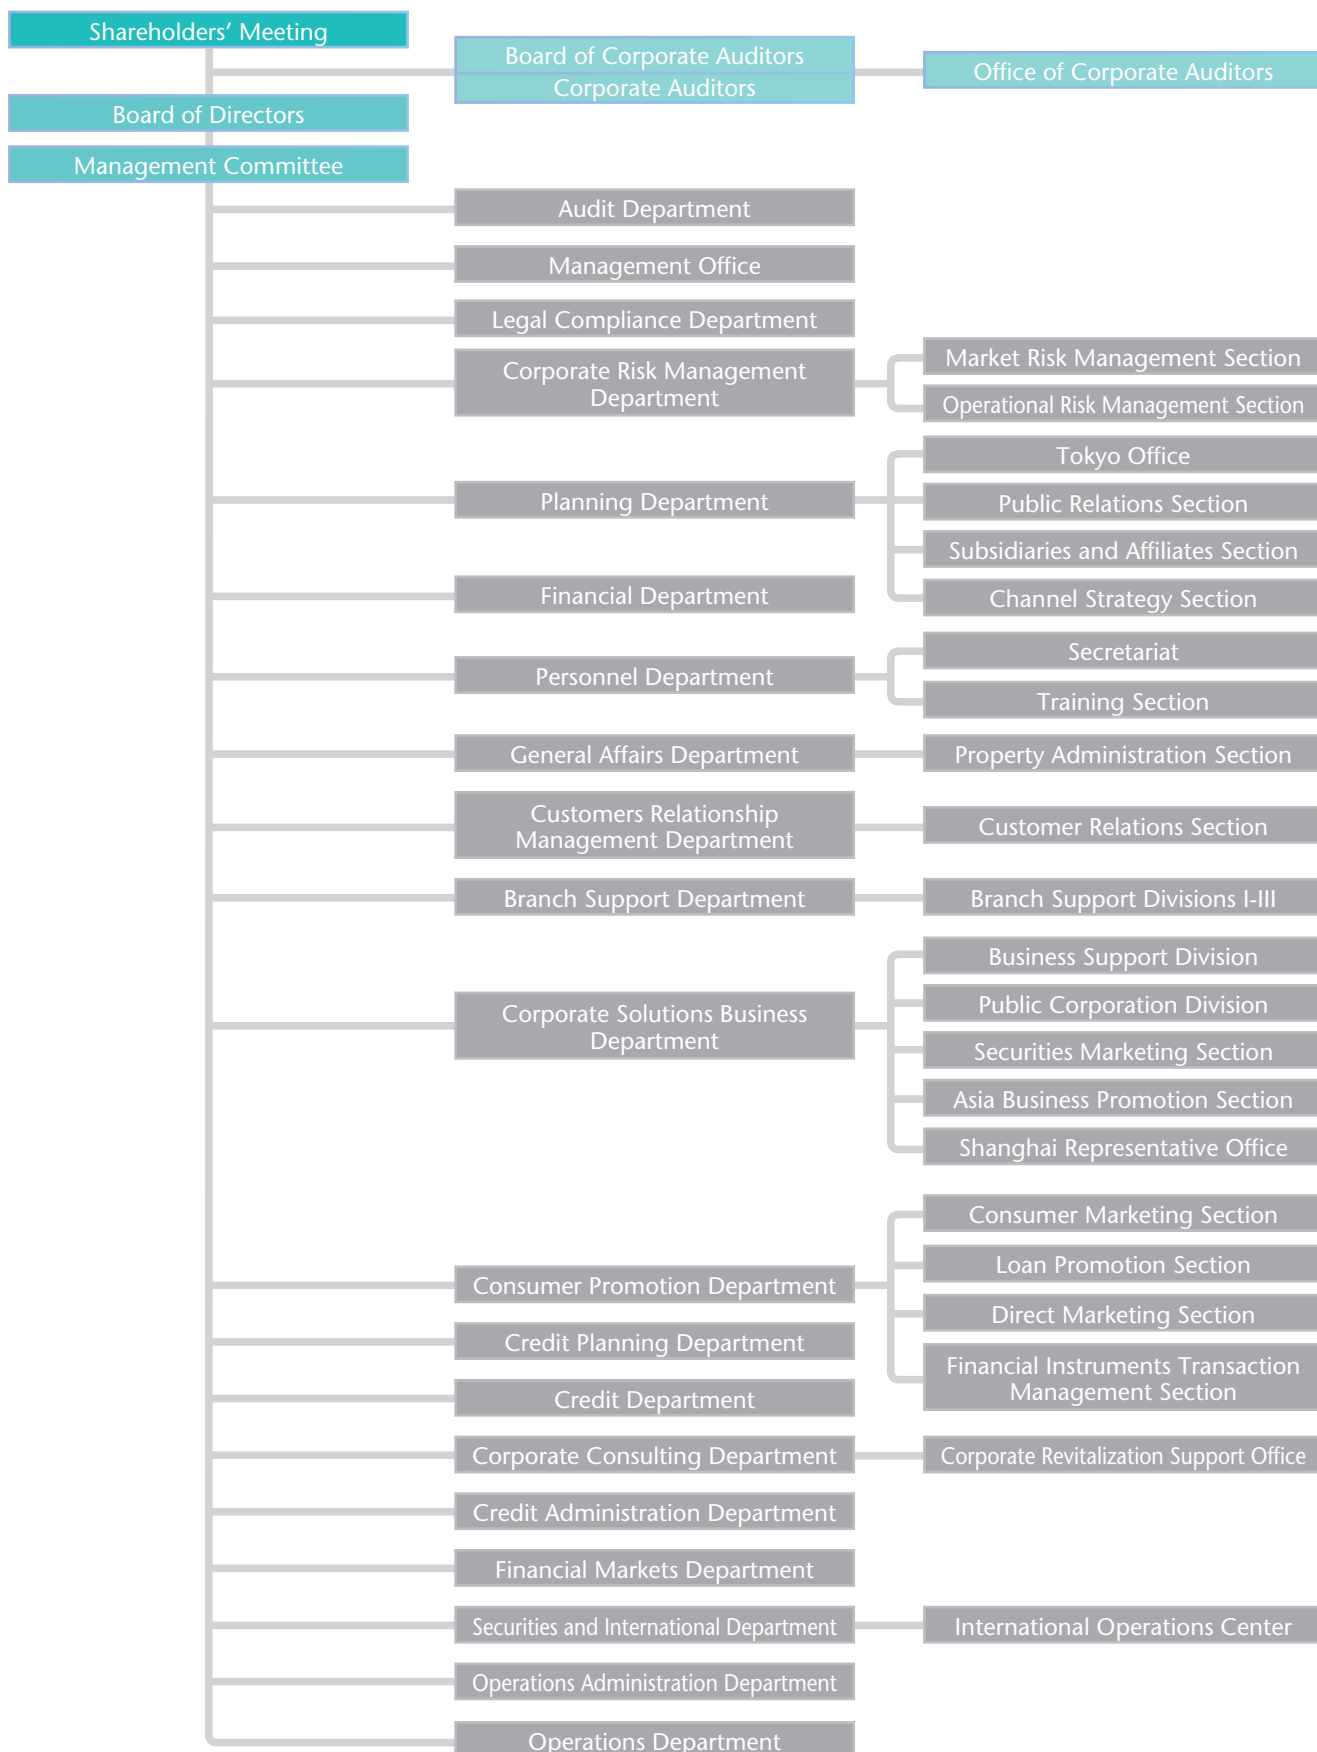 Shareholders’ Meeting
Board of Corporate Auditors
Corporate Auditors
Office of Corporate Auditors
Board of Directors
Management Committee
Audit Department
Management Office
Legal Compliance Department
Corporate Risk Management
Department
Market Risk Management Section
Operational Risk Management Section
Planning Department
Tokyo Office
Public Relations Section
Subsidiaries and Affiliates Section
Channel Strategy Section
Financial Department
Personnel Department
Secretariat
Training Section
General Affairs Department
Property Administration Section
Customers Relationship
Management Department
Customer Relations Section
Branch Support Department
Branch Support Divisions I-III
Corporate Solutions Business
Department
Business Support Division
Public Corporation Division
Securities Marketing Section
Asia Business Promotion Section
Shanghai Representative Office
Consumer Promotion Department
Consumer Marketing Section
Loan Promotion Section
Direct Marketing Section
Financial Instruments Transaction
Management Section
Credit Planning Department
Credit Department
Corporate Consulting Department
Corporate Revitalization Support Office
Credit Administration Department
Financial Markets Department
Securities and International Department
International Operations Center
Operations Administration Department
Operations Department